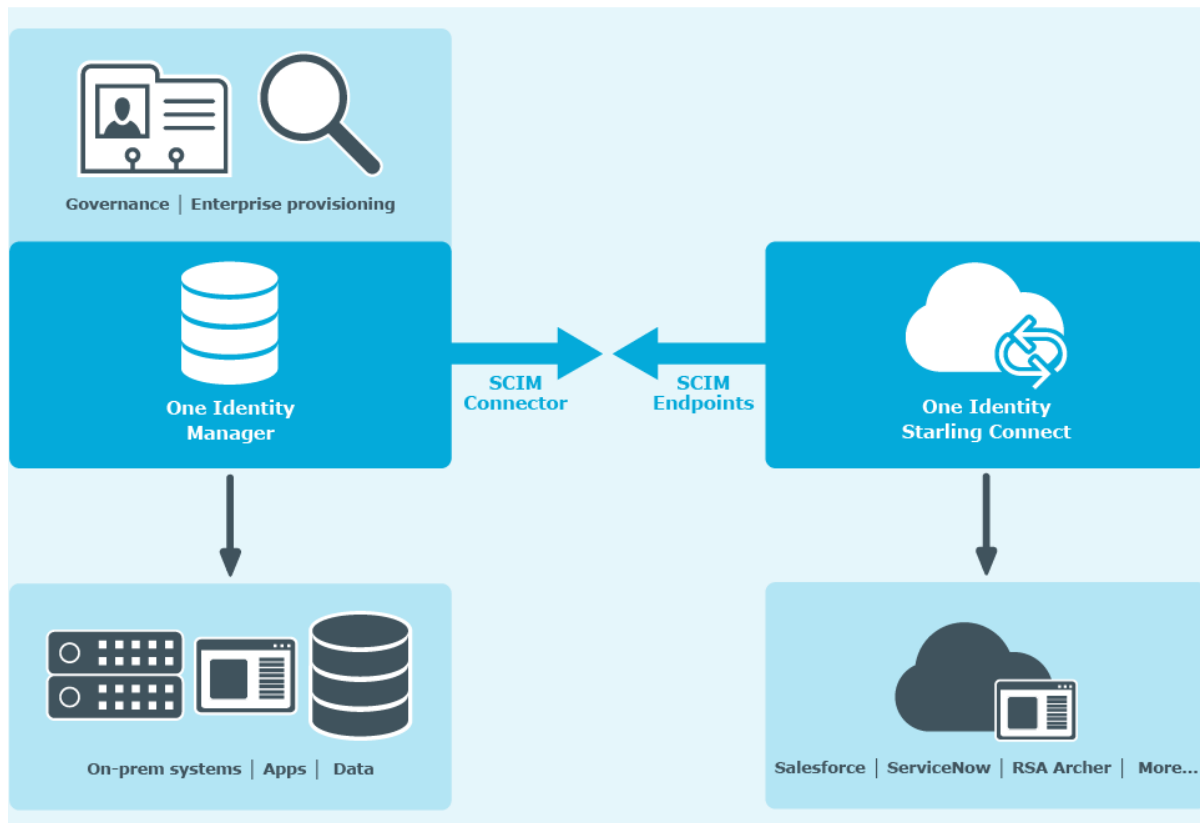 Governance | Enterprise provisioning
One Identity
Manager
SCIM
Connector
SCIM
Endpoints
One Identity
Starling Connect
On-prem systems | Apps | Data
Salesforce | ServiceNow | RSA Archer | More...